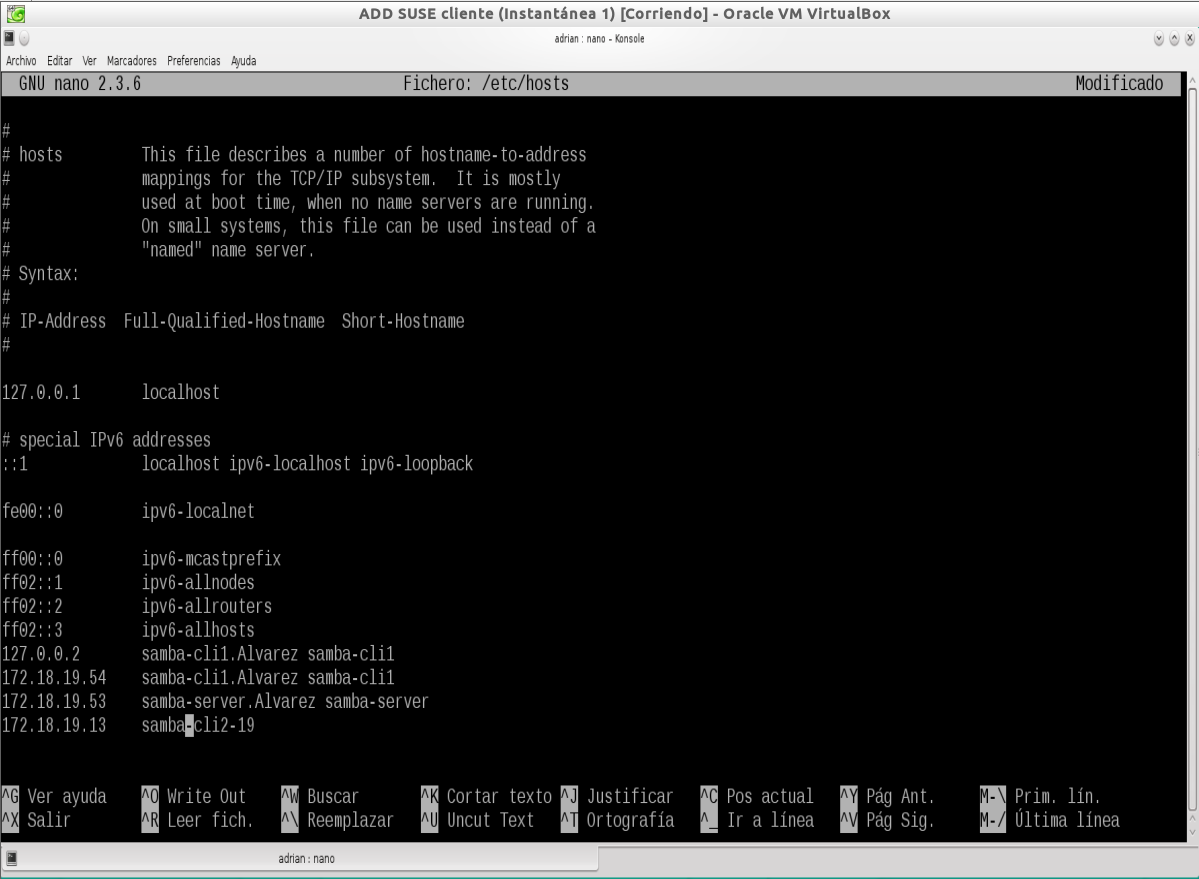 ADD SUSE cliente (Instantánea 1) [Corriendo] - Oracle VM VirtualBox
adrian : nano - Konsole
Archivo Editar Ver Marcadores Preferencias Ayuda
GNU nano 2.3.6 Fichero: /etc/hosts Modificado
#
# hosts This file describes a number of hostname-to-address
# mappings for the TCP/IP subsystem. It is mostly
# used at boot time, when no name servers are running.
# On small systems, this file can be used instead of a
# "named" name server.
# Syntax:
#
# IP-Address Full-Qualified-Hostname Short-Hostname
#
127.0.0.1 localhost
# special IPv6 addresses
::1 localhost ipv6-localhost ipv6-loopback
fe00::0 ipv6-localnet
ff00::0 ipv6-mcastprefix
ff02::1 ipv6-allnodes
ff02::2 ipv6-allrouters
ff02::3 ipv6-allhosts
127.0.0.2 samba-cli1.Alvarez samba-cli1
172.18.19.54 samba-cli1.Alvarez samba-cli1
172.18.19.53 samba-server.Alvarez samba-server
172.18.19.13 samba-cli2-19
^G Ver ayuda ^O Write Out ^W Buscar ^K Cortar texto ^J Justificar ^C Pos actual ^Y Pág Ant. M-\ Prim. lín.
^X Salir ^R Leer fich. ^\ Reemplazar ^U Uncut Text ^T Ortografía ^_ Ir a línea ^V Pág Sig. M-/ Última línea
adrian : nano